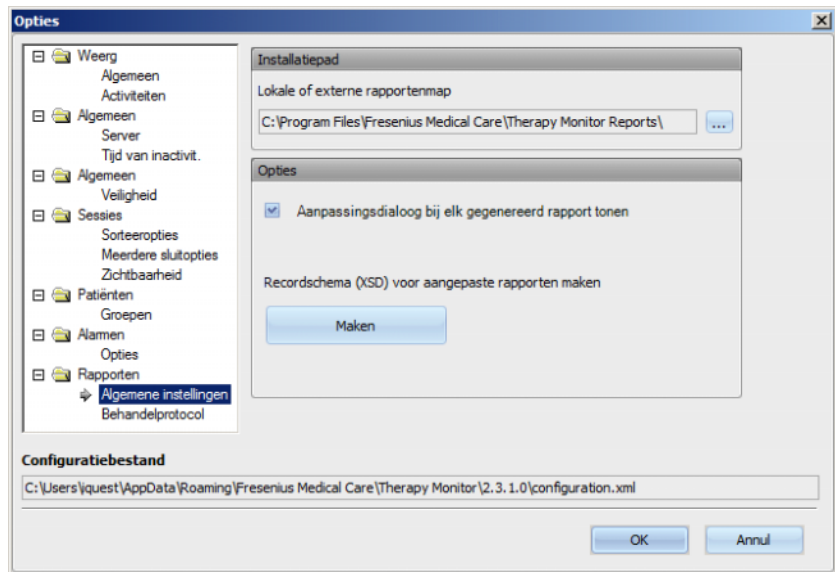 Opties
Weerg
Algemeen
Activiteiten
Algemeen
Server
Tijd van inactivit.
Algemeen
Veiligheid
Sessies
Sorteeropties
Meerdere sluitopties
Zichtbaarheid
Patiënten
Groepen
Alarmen
Opties
Rapporten
Algemene instellingen
Behandelprotocol
Installatiepad
Lokale of externe rapportenmap
C:\Program Files\Fresenius Medical Care\Therapy Monitor Reports\
...
Opties
Aanpassingsdialoog bij elk gegenereerd rapport tonen
Recordschema (XSD) voor aangepaste rapporten maken
Maken
Configuratiebestand
C:\Users\iquest\AppData\Roaming\Fresenius Medical Care\Therapy Monitor\2.3.1.0\configuration.xml
OK
Annul